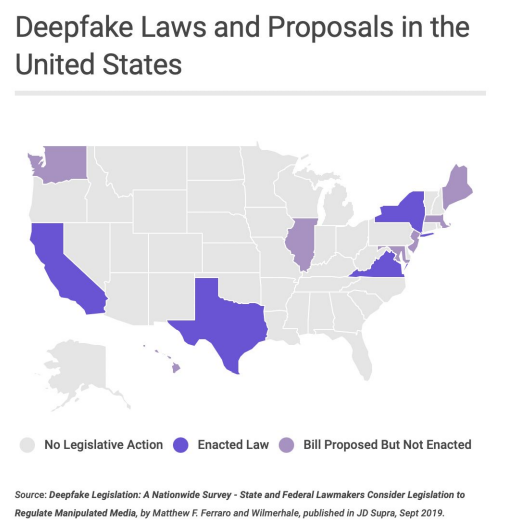 Deepfake Laws and Proposals in the
United States
No Legislative Action Enacted Law Bill Proposed But Not Enacted
Source: Deepfake Legislation: A Nationwide Survey - State and Federal Lawmakers Consider Legislation to
Regulate Manipulated Media, by Matthew F. Ferraro and Wilmerhale, published in JD Supra, Sept 2019.